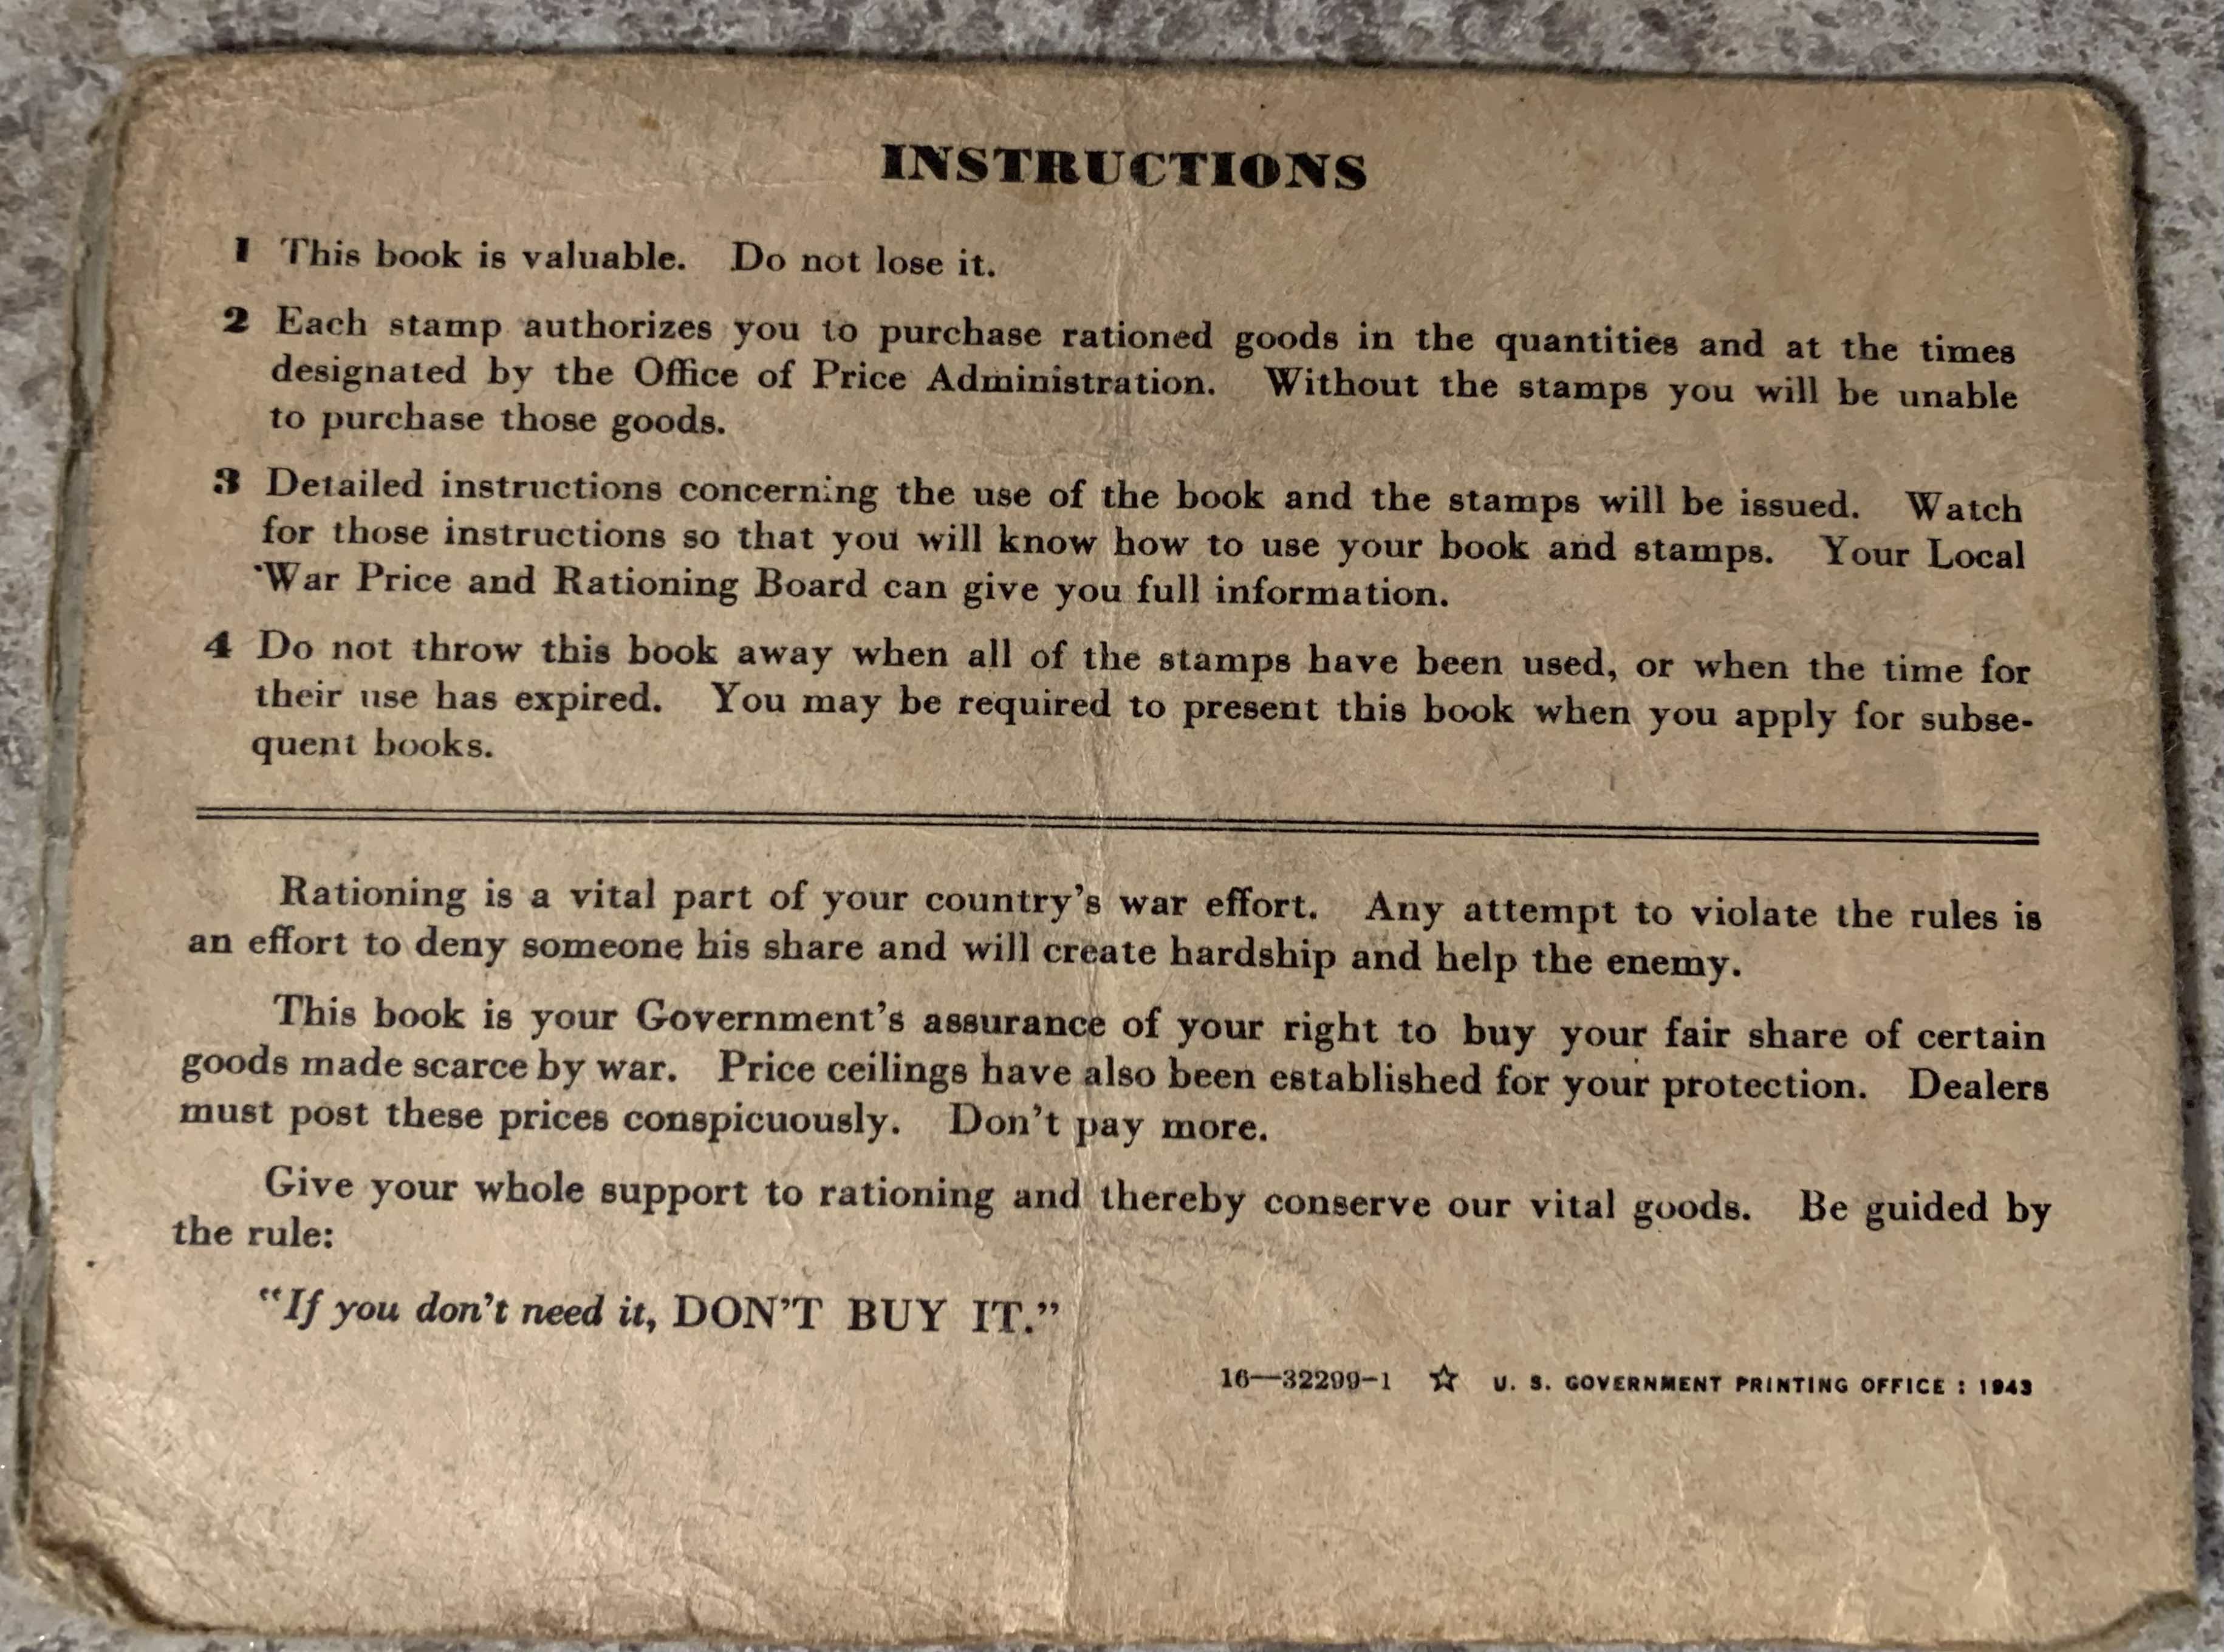 INSTRUCTIONS
1 This book is valuable. Do not lose it.
2 Each stamp authorizes you to purchase rationed goods in the quantities and at the times
designated by the Office of Price Administration. Without the stamps you will be unable
to purchase those goods.
3 Detailed instructions concerning the use of the book and the stamps will be issued. Watch
for those instructions so that you will know how to use your book and stamps. Your Local
War Price and Rationing Board can give you full information.
4 Do not throw this book away when all of the stamps have been used, or when the time for
their use has expired. You may be required to present this book when you apply for subse-
quent books.
Rationing is a vital part of your country's war effort. Any attempt to violate the rules is
an effort to deny someone his share and will create hardship and help the enemy.
This book is your Government's assurance of your right to buy your fair share of certain
goods made scarce by war. Price ceilings have also been established for your protection. Dealers
must post these prices conspicuously. Don't pay more.
Give your whole support to rationing and thereby conserve our vital goods. Be guided by
the rule:
"If you don't need it, DON'T BUY IT."
16—32299-1 ☆ U. S. GOVERNMENT PRINTING OFFICE : 1943